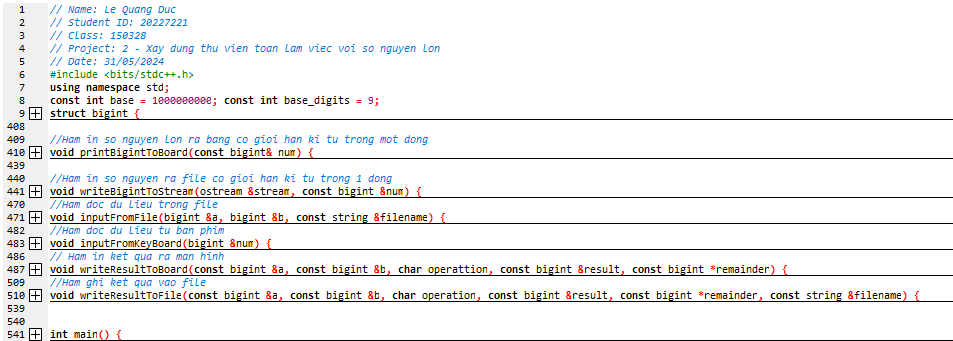 1 // Name: Le Quang Duc
2 // Student ID: 20227221
3 // Class: 150328
4 // Project: 2 - Xay dung thu vien toan lam viec voi so nguyen lon
5 // Date: 31/05/2024
6 #include <bits/stdc++.h>
7 using namespace std;
8 const int base = 1000000000; const int base_digits = 9;
9 struct bigint {
408
409 //Ham in so nguyen lon ra bang co gioi han ki tu trong mot dong
410 void printBigintToBoard(const bigint& num) {
439
440 //Ham in so nguyen ra file co gioi han ki tu trong 1 dong
441 void writeBigintToStream(ostream &stream, const bigint &num) {
470 //Ham doc du lieu trong file
471 void inputFromFile(bigint &a, bigint &b, const string &filename) {
482 //Ham doc du lieu tu ban phim
483 void inputFromKeyBoard(bigint &num) {
486 // Ham in ket qua ra man hinh
487 void writeResultToBoard(const bigint &a, const bigint &b, char operattion, const bigint &result, const bigint *remainder) {
509 //Ham ghi ket qua vao file
510 void writeResultToFile(const bigint &a, const bigint &b, char operation, const bigint &result, const bigint *remainder, const string &filename) {
539
540
541 int main() {